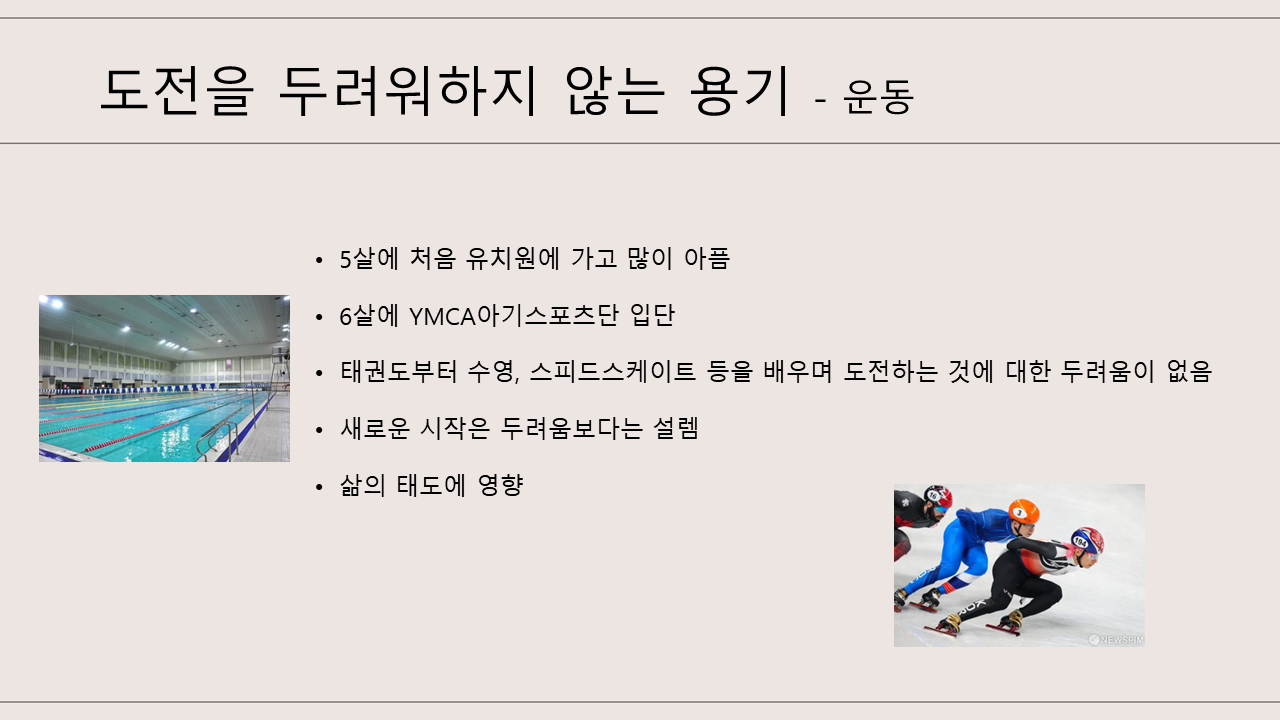 도전을 두려워하지 않는 용기 - 운동
• 5살에 처음 유치원에 가고 많이 아픔
• 6살에 YMCA아기스포츠단 입단
• 태권도부터 수영, 스피드스케이트 등을 배우며 도전하는 것에 대한 두려움이 없음
• 새로운 시작은 두려움보다는 설렘
• 삶의 태도에 영향
16
3
194
NEWSPIM